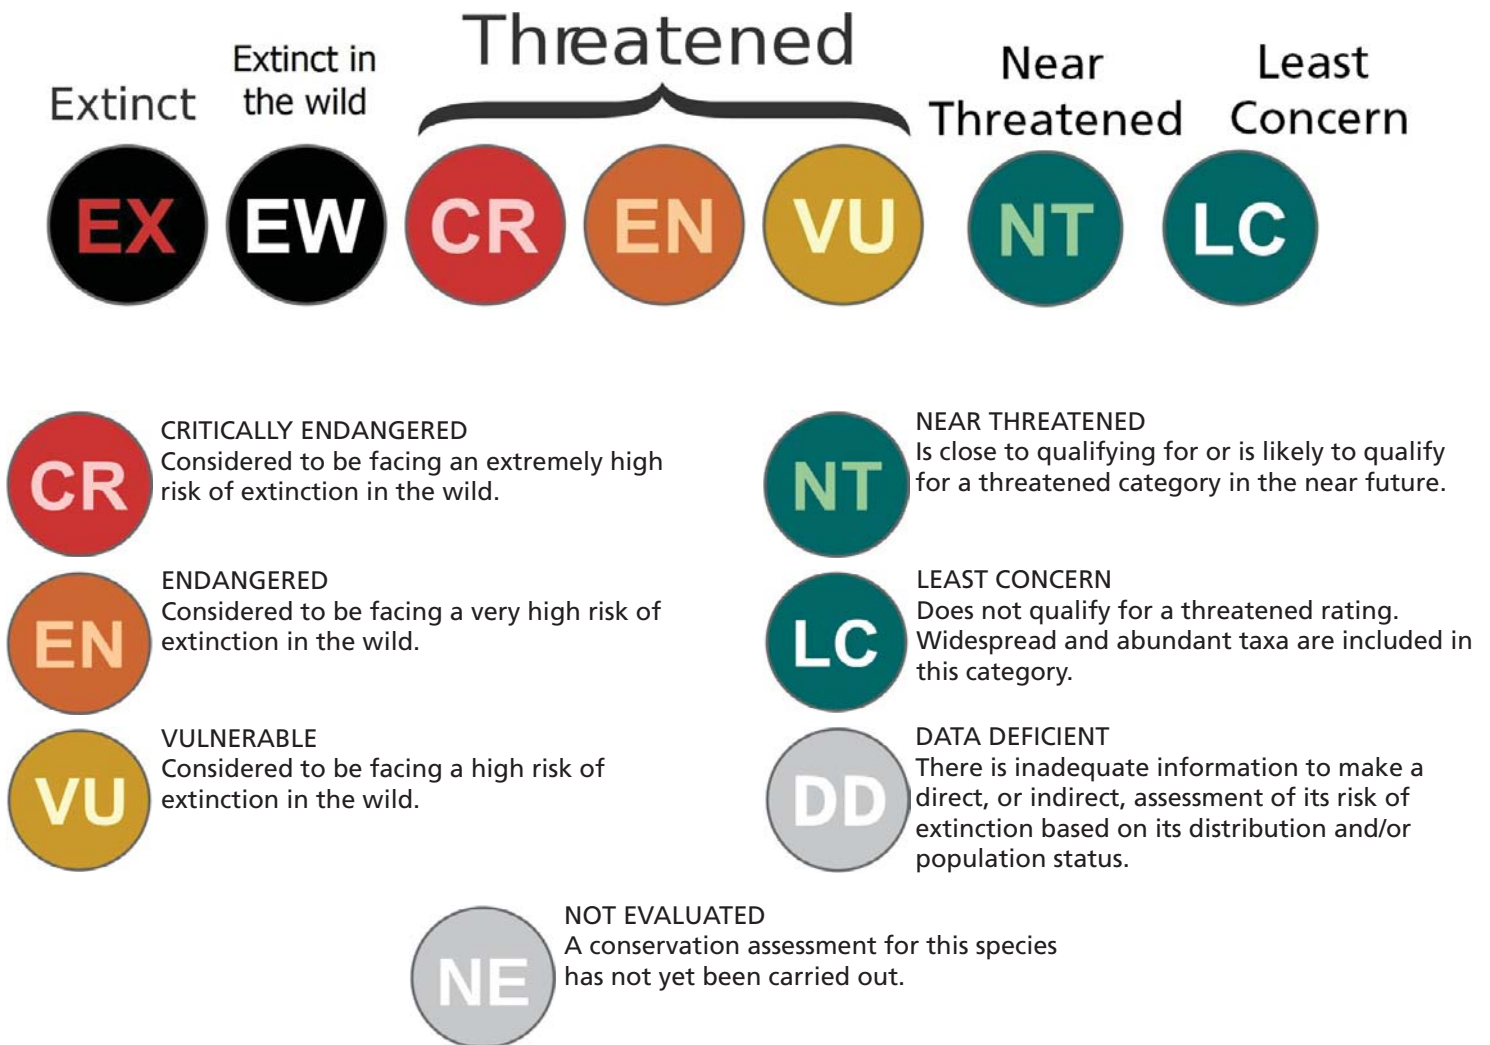 Threatened
Extinct
Extinct in
the wild
Near
Threatened
Least
Concern
EX
EW
CR
EN
VU
NT
LC
CR
CRITICALLY ENDANGERED
Considered to be facing an extremely high
risk of extinction in the wild.
EN
ENDANGERED
Considered to be facing a very high risk of
extinction in the wild.
VU
VULNERABLE
Considered to be facing a high risk of
extinction in the wild.
NT
NEAR THREATENED
Is close to qualifying for or is likely to qualify
for a threatened category in the near future.
LC
LEAST CONCERN
Does not qualify for a threatened rating.
Widespread and abundant taxa are included in
this category.
DD
DATA DEFICIENT
There is inadequate information to make a
direct, or indirect, assessment of its risk of
extinction based on its distribution and/or
population status.
NE
NOT EVALUATED
A conservation assessment for this species
has not yet been carried out.